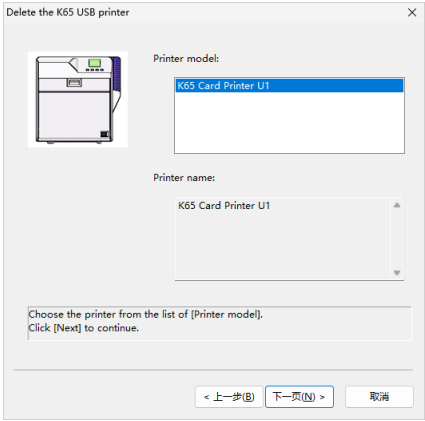 Delete the K65 USB printer
Printer model:
K65 Card Printer U1
Printer name:
K65 Card Printer U1
Choose the printer from the list of [Printer model].
Click [Next] to continue.
< 上一步(B)
下一页(N) >
取消